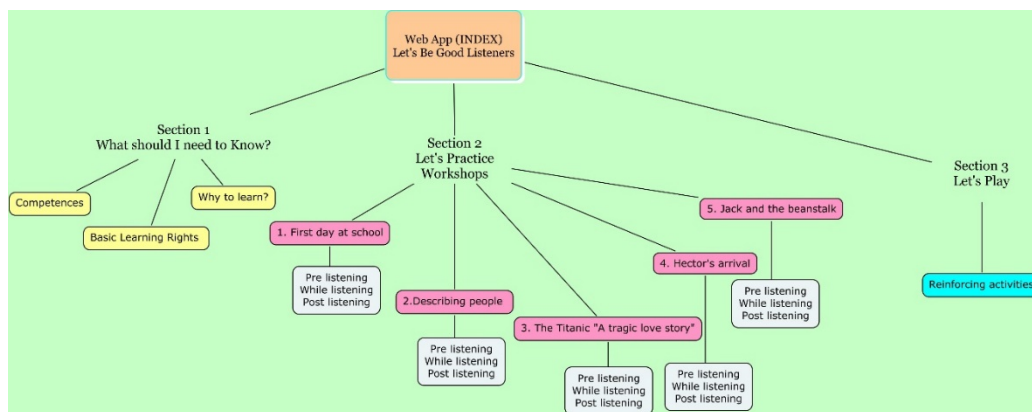 Web App (INDEX)
Let's Be Good Listeners
Section 1
What should I need to Know?
Competences
Basic Learning Rights
Why to learn?
Section 2
Let's Practice
Workshops
1. First day at school
Pre listening
While listening
Post listening
2.Describing people
Pre listening
While listening
Post listening
3. The Titanic "A tragic love story"
Pre listening
While listening
Post listening
4. Hector's arrival
Pre listening
While listening
Post listening
5. Jack and the beanstalk
Pre listening
While listening
Post listening
Section 3
Let's Play
Reinforcing activities